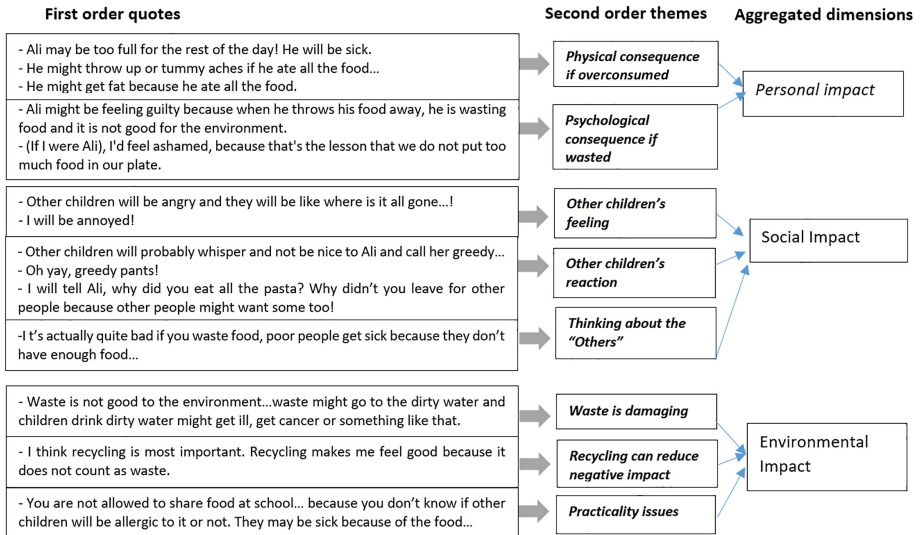 First order quotes
Second order themes
Aggregated dimensions
- Ali may be too full for the rest of the day! He will be sick.
- He might throw up or tummy aches if he ate all the food...
- He might get fat because he ate all the food.
Physical consequence
if overconsumed
Personal impact
- Ali might be feeling guilty because when he throws his food away, he is wasting
food and it is not good for the environment.
- (If I were Ali), I'd feel ashamed, because that's the lesson that we do not put too
much food in our plate.
Psychological
consequence if
wasted
- Other children will be angry and they will be like where is it all gone...!
- I will be annoyed!
Other children's
feeling
Social Impact
- Other children will probably whisper and not be nice to Ali and call her greedy...
- Oh yay, greedy pants!
- I will tell Ali, why did you eat all the pasta? Why didn't you leave for other
people because other people might want some too!
Other children's
reaction
-I t's actually quite bad if you waste food, poor people get sick because they don't
have enough food...
Thinking about the
"Others"
- Waste is not good to the environment...waste might go to the dirty water and
children drink dirty water might get ill, get cancer or something like that.
Waste is damaging
Environmental
Impact
- I think recycling is most important. Recycling makes me feel good because it
does not count as waste.
Recycling can reduce
negative impact
- You are not allowed to share food at school... because you don't know if other
children will be allergic to it or not. They may be sick because of the food...
Practicality issues